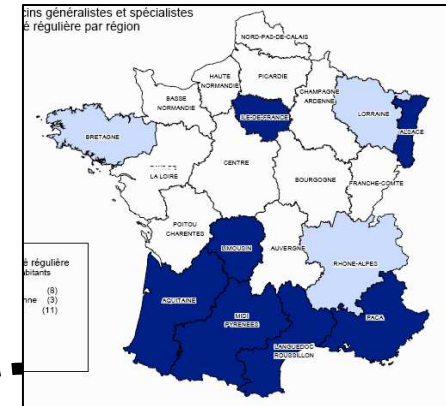 cins généralistes et spécialistes
é régulière par région
NORD-PAS-DE-CALAIS
HAUTE
NORMANDIE
PICARDIE
BASSE
NORMANDIE
CHAMPAGNE
ARDENNE
LORRAINE
ILE-DE-FRANCE
ALSACE
BRETAGNE
LA LOIRE
CENTRE
BOURGOGNE
FRANCHE-COMTE
POITOU
CHARENTES
LIMOUSIN
AUVERGNE
RHONE-ALPES
AQUITAINE
MIDI
PYRENEES
LANGUEDOC
ROUSSILLON
PACA
é régulière
abitants
(8)
nne (3)
(11)